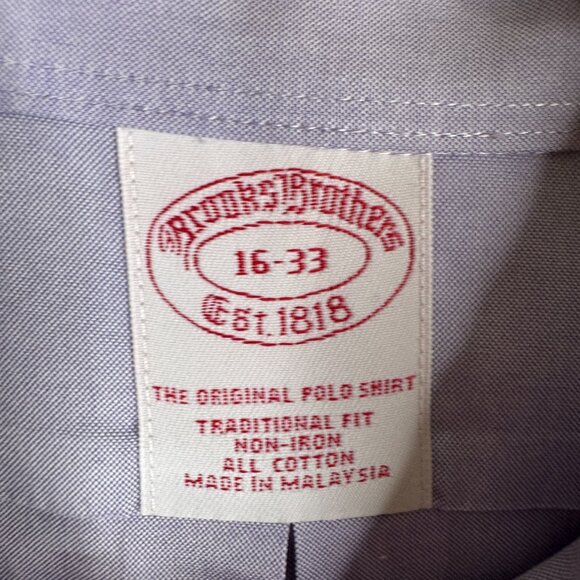 Brooks Brothers
16-33
Est. 1818
THE ORIGINAL POLO SHIRT
TRADITIONAL FIT
NON-IRON
ALL COTTON
MADE IN MALAYSIA